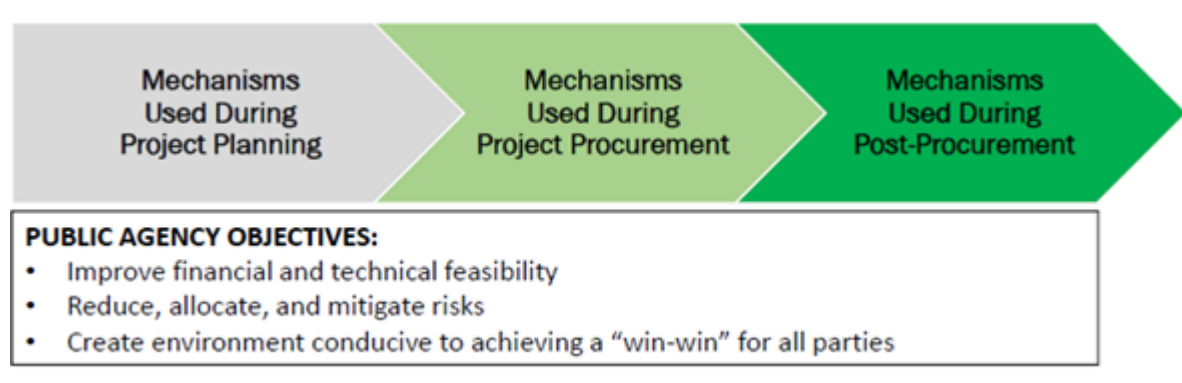 Mechanisms
Used During
Project Planning
Mechanisms
Used During
Project Procurement
Mechanisms
Used During
Post-Procurement
PUBLIC AGENCY OBJECTIVES:
• Improve financial and technical feasibility
• Reduce, allocate, and mitigate risks
• Create environment conducive to achieving a “win-win” for all parties